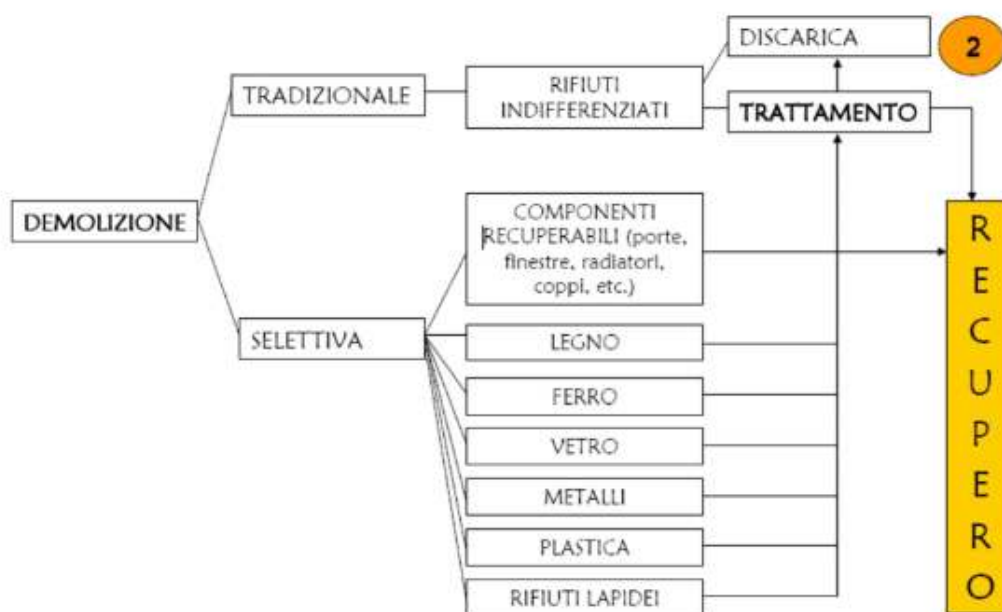 DISCARICA
2
TRADIZIONALE
RIFIUTI
INDIFFERENZIATI
TRATTAMENTO
DEMOLIZIONE
COMPONENTI
RECUPERABILI (porte,
finestre, radiatori,
coppi, etc.)
SELETTIVA
LEGNO
FERRO
VETRO
METALLI
PLASTICA
RIFIUTI LAPIDEI
RECUPERO